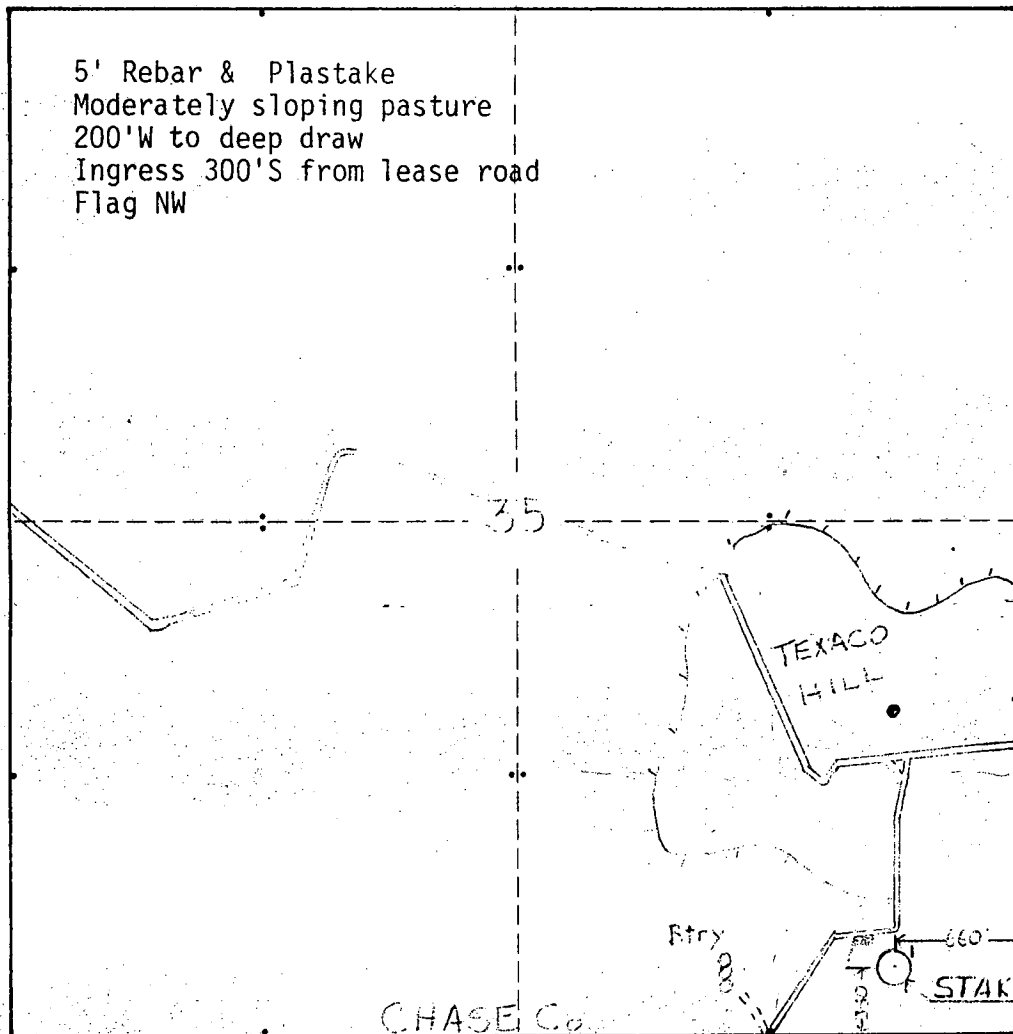 5' Rebar & Plastake
Moderately sloping pasture
200'W to deep draw
Ingress 300'S from lease road
Flag NW
35
TEXACO
HILL
Btry
660'
STAK
CHASE Co.